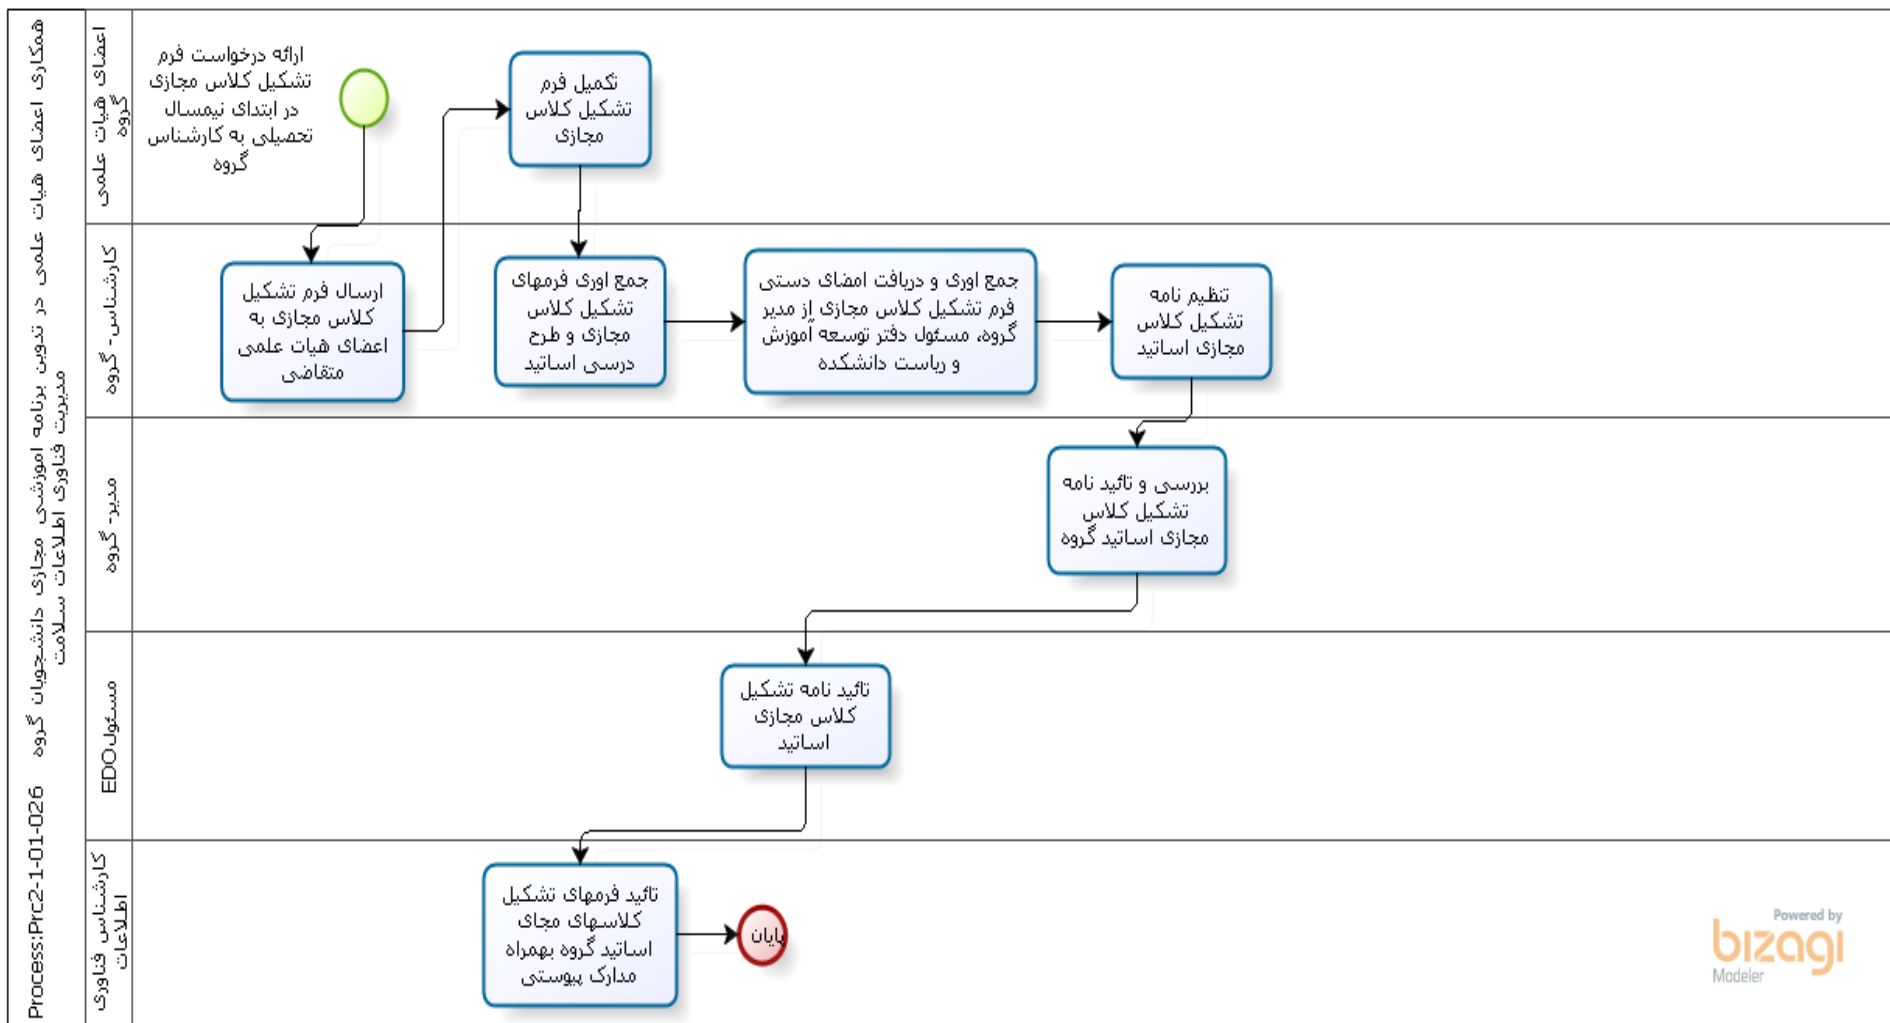 Process:Prc2-1-01-026 همکاری اعضای هیات علمی در تدوین برنامه اموزشی مجازی دانشجویان گروه
مدیریت فناوری اطلاعات سلامت
اعضای هیات علمی
گروه
ارائه درخواست فرم
تشکیل کلاس مجازی
در ابتدای نیمسال
تحصیلی به کارشناس
گروه
تکمیل فرم
تشکیل کلاس
مجازی
کارشناس- گروه
ارسال فرم تشکیل
کلاس مجازی به
اعضای هیات علمی
متقاضی
جمع اوری فرمهای
تشکیل کلاس
مجازی و طرح
درسی اساتید
جمع اوری و دریافت امضای دستی
فرم تشکیل کلاس مجازی از مدیر
گروه، مسئول دفتر توسعه آموزش
و ریاست دانشکده
تنظیم نامه
تشکیل کلاس
مجازی اساتید
مدیر- گروه
بررسی و تائید نامه
تشکیل کلاس
مجازی اساتید گروه
مسئولEDO
تائید نامه تشکیل
کلاس مجازی
اساتید
کارشناس فناوری
اطلاعات
تائید فرمهای تشکیل
کلاسهای مجای
اساتید گروه بهمراه
مدارک پیوستی
پایان
Powered by
bizagi
Modeler